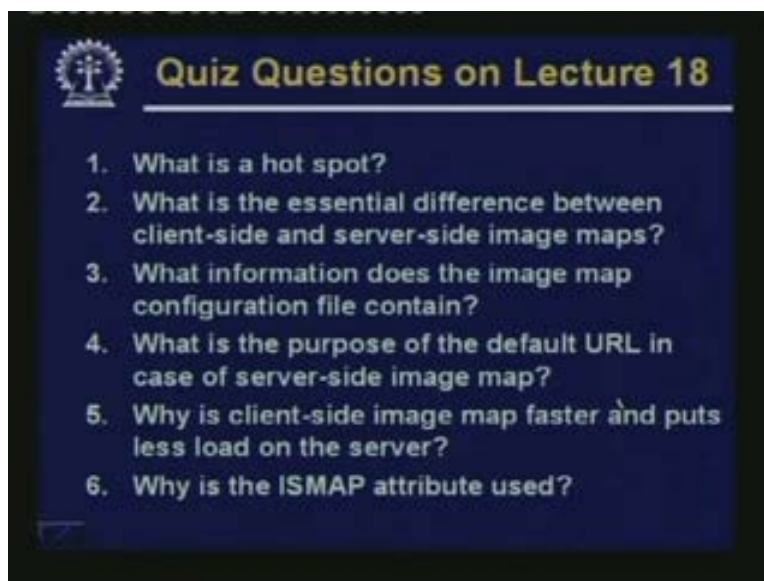 Quiz Questions on Lecture 18
1. What is a hot spot?
2. What is the essential difference between
client-side and server-side image maps?
3. What information does the image map
configuration file contain?
4. What is the purpose of the default URL in
case of server-side image map?
5. Why is client-side image map faster and puts
less load on the server?
6. Why is the ISMAP attribute used?